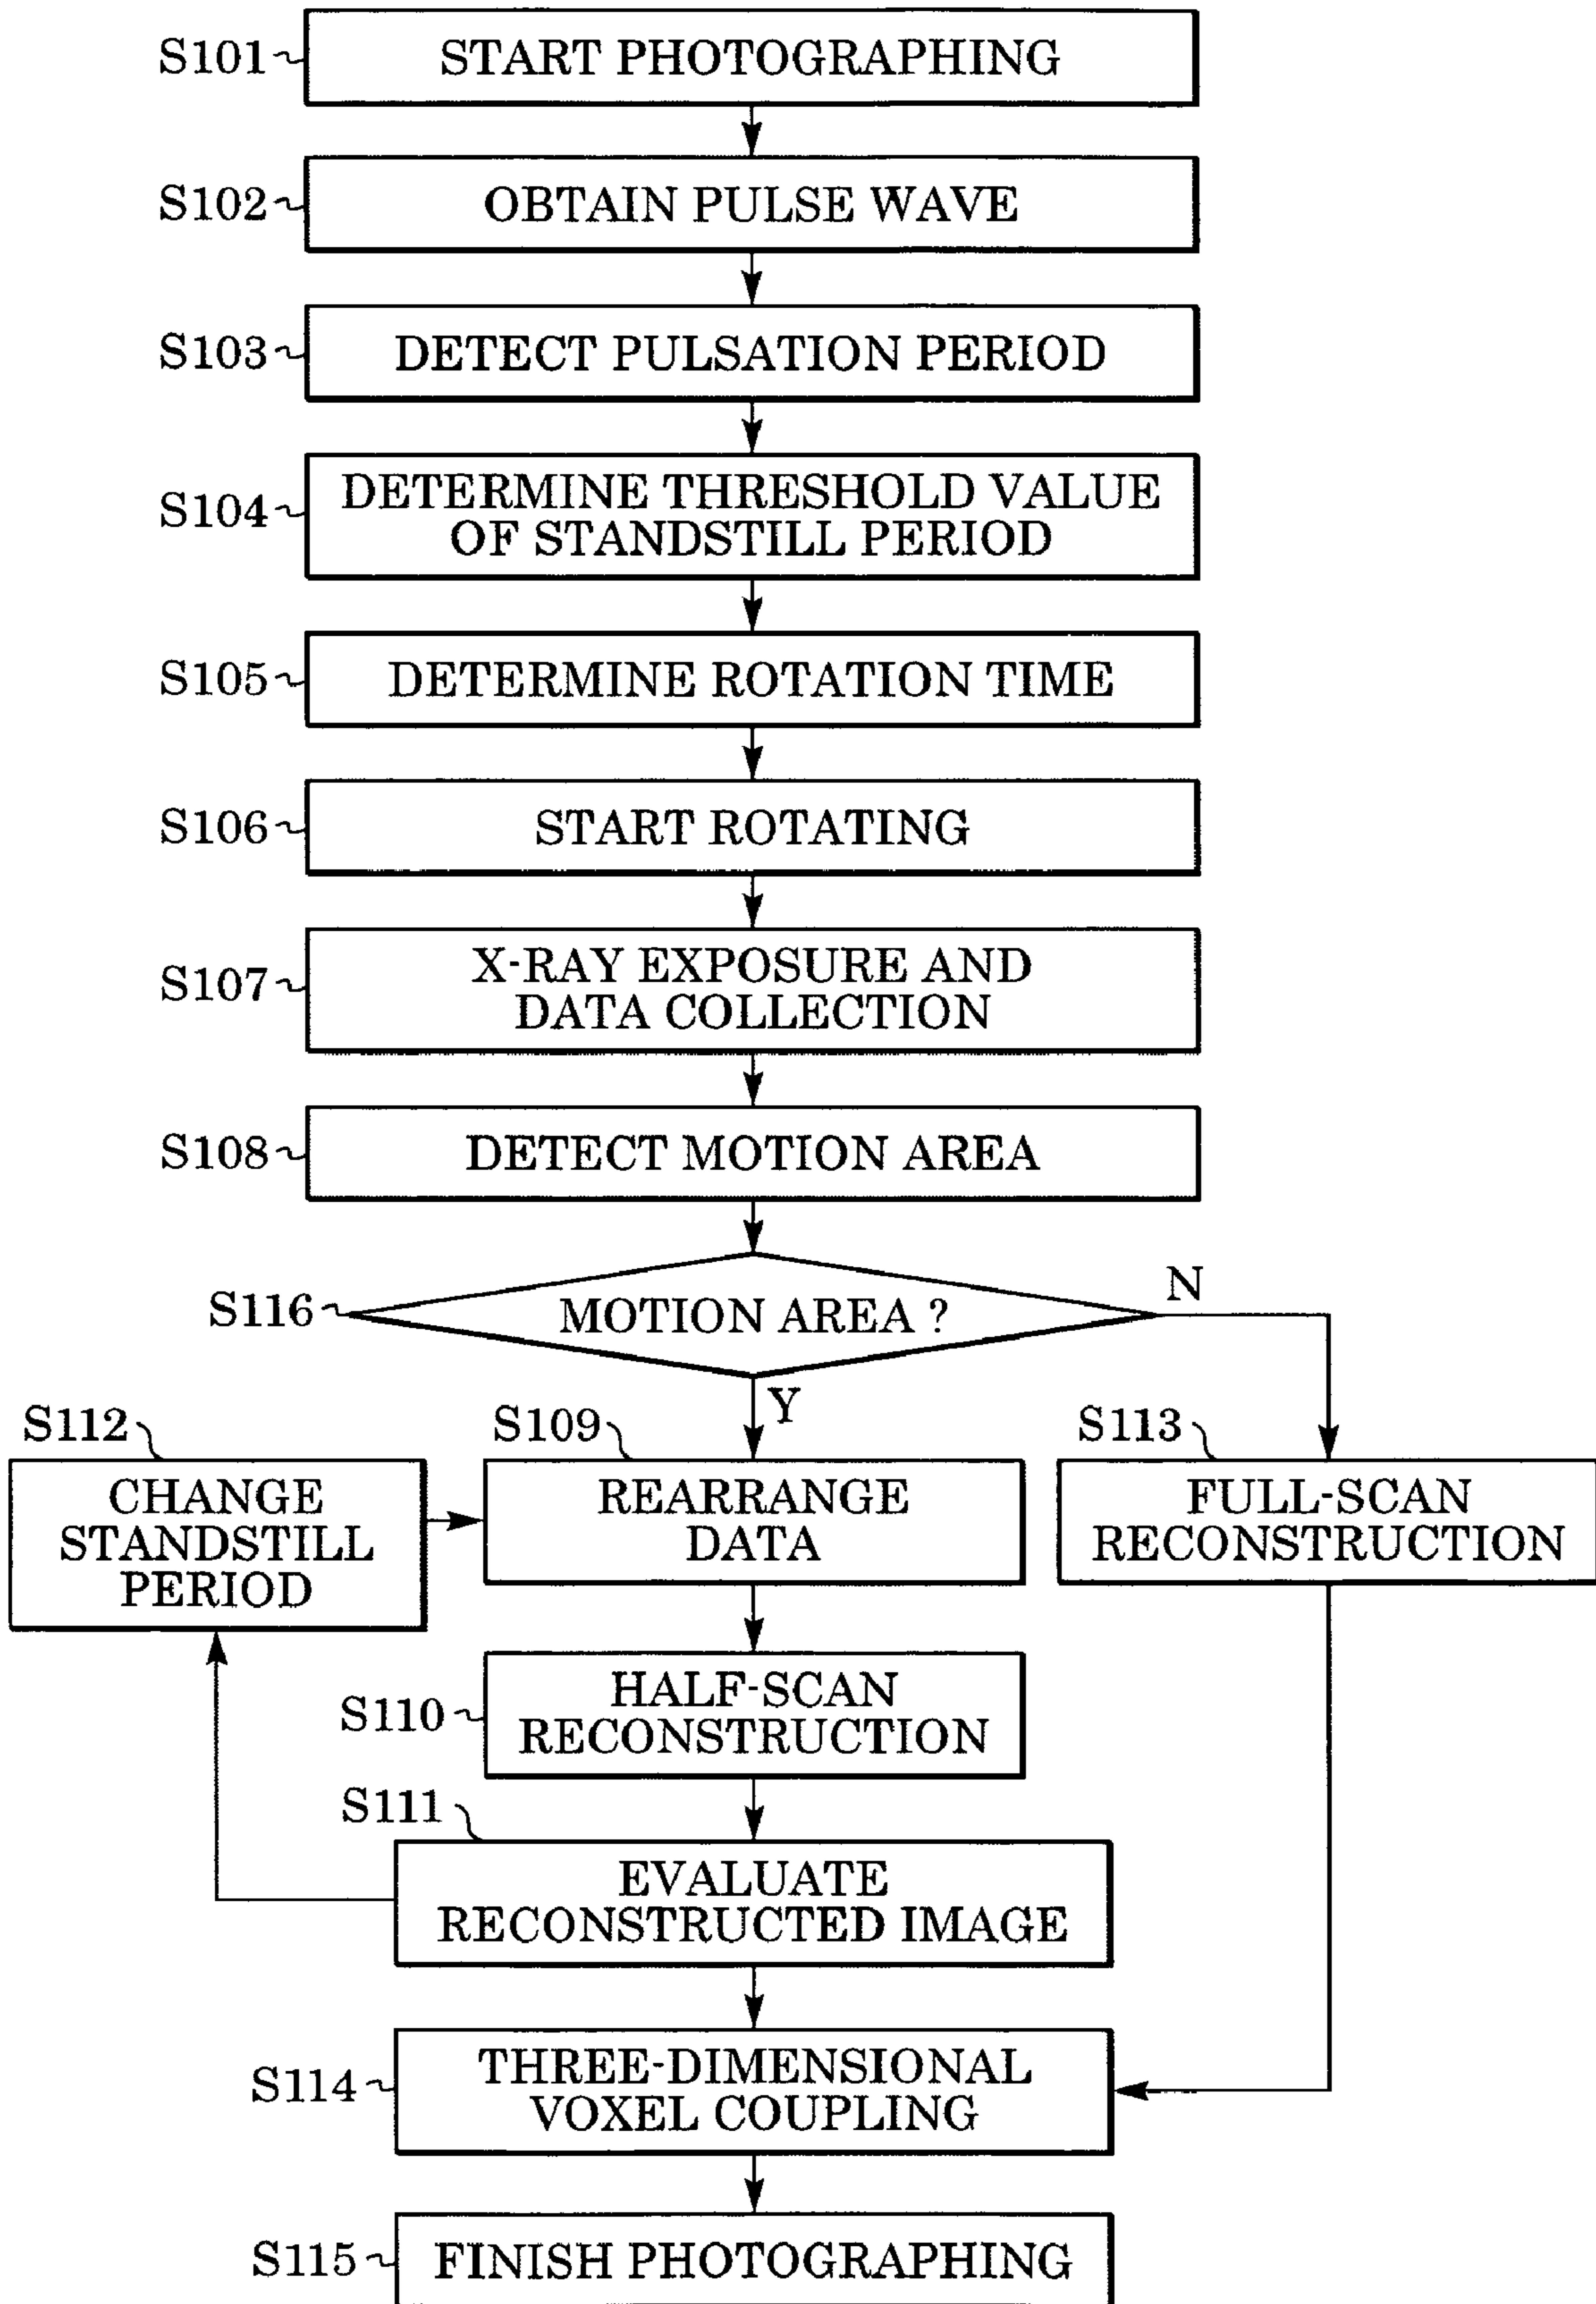 S101
START PHOTOGRAPHING
S102
OBTAIN PULSE WAVE
S103
DETECT PULSATION PERIOD
S104
DETERMINE THRESHOLD VALUE
OF STANDSTILL PERIOD
S105
DETERMINE ROTATION TIME
S106
START ROTATING
S107
X-RAY EXPOSURE AND
DATA COLLECTION
S108
DETECT MOTION AREA
S116
MOTION AREA ?
N
Y
S112
CHANGE
STANDSTILL
PERIOD
S109
REARRANGE
DATA
S113
FULL-SCAN
RECONSTRUCTION
S110
HALF-SCAN
RECONSTRUCTION
S111
EVALUATE
RECONSTRUCTED IMAGE
S114
THREE-DIMENSIONAL
VOXEL COUPLING
S115
FINISH PHOTOGRAPHING